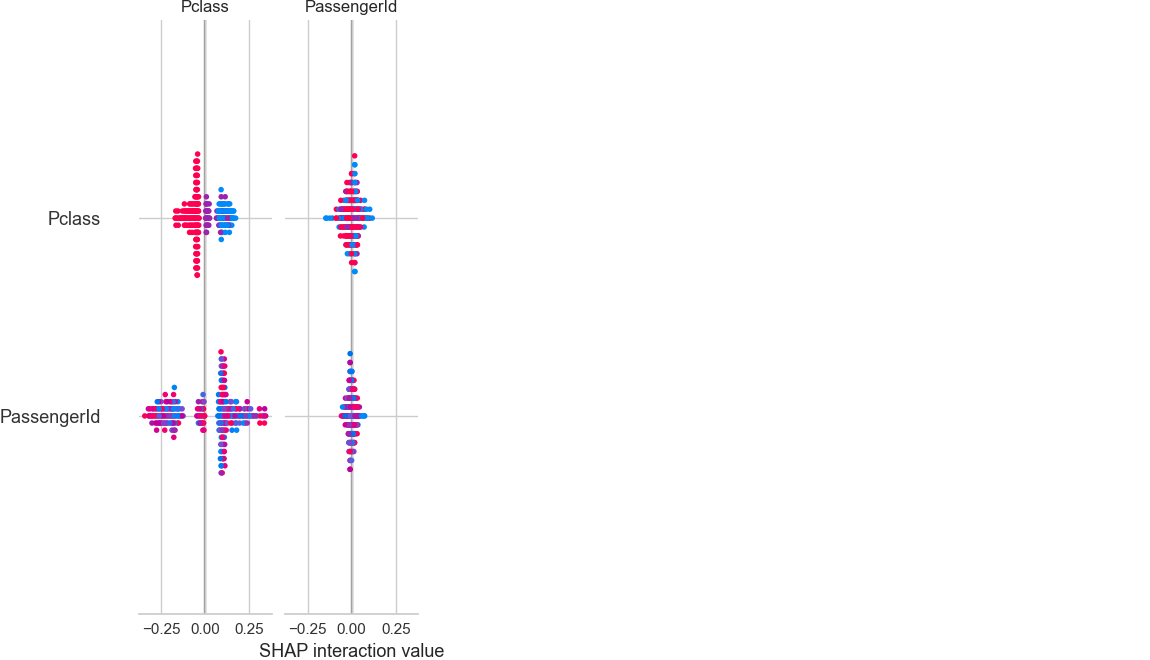 Pclass PassengerId
Pclass
PassengerId
−0.25 0.00 0.25 −0.25 0.00 0.25
SHAP interaction value